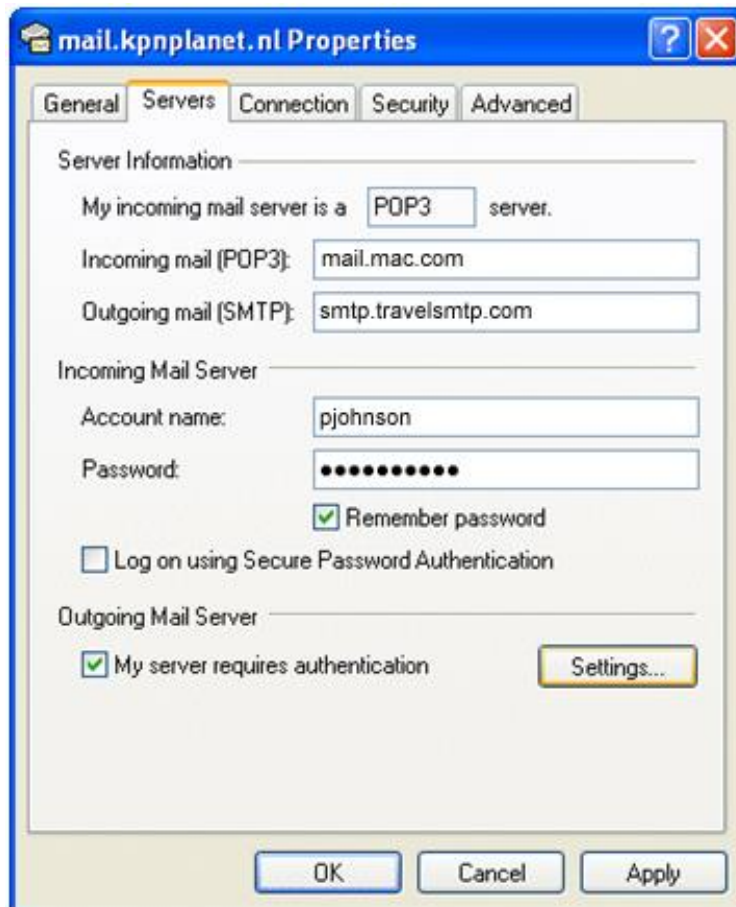 mail.kpnplanet.nl Properties
General Servers Connection Security Advanced
Server Information
My incoming mail server is a POP3 server.
Incoming mail (POP3): mail.mac.com
Outgoing mail (SMTP): smtp.travelsmtp.com
Incoming Mail Server
Account name: pjohnson
Password: ●●●●●●●●●●
Remember password
Log on using Secure Password Authentication
Outgoing Mail Server
My server requires authentication Settings...
OK Cancel Apply